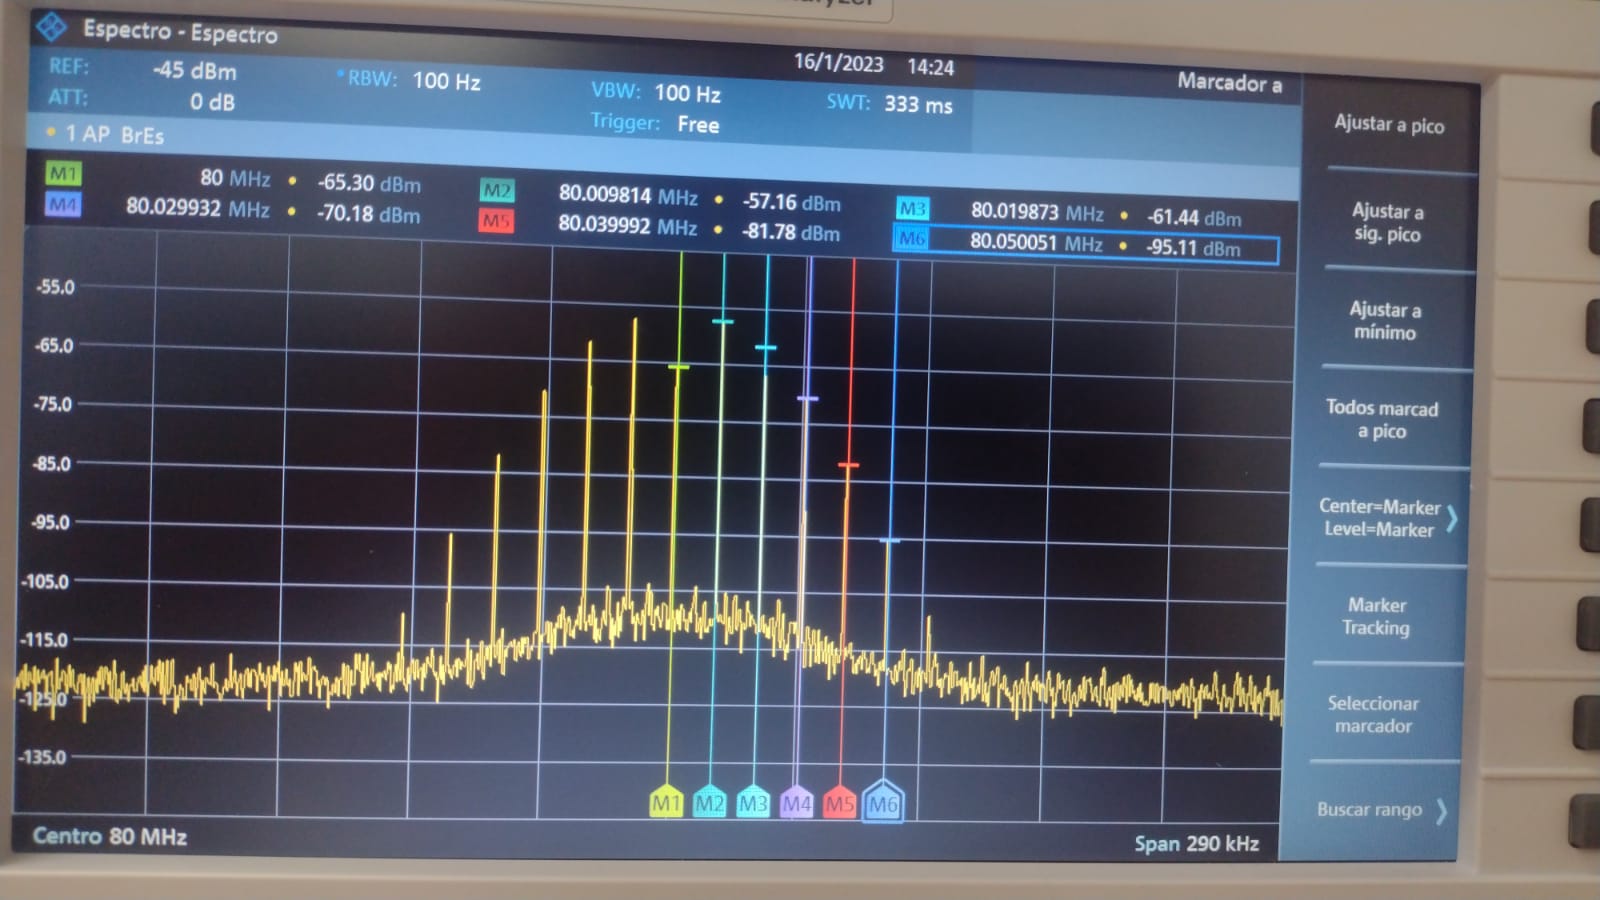 Espectro - Espectro
16/1/2023 14:24
REF: -45 dBm RBW: 100 Hz VBW: 100 Hz SWT: 333 ms Marcador a
ATT: 0 dB Trigger: Free
1 AP BrEs
M1 80 MHz • -65.30 dBm M2 80.009814 MHz • -57.16 dBm M3 80.019873 MHz • -61.44 dBm
M4 80.029932 MHz • -70.18 dBm M5 80.039992 MHz • -81.78 dBm M6 80.050051 MHz • -95.11 dBm
-55.0
-65.0
-75.0
-85.0
-95.0
-105.0
-115.0
-125.0
-135.0
M1 M2 M3 M4 M5 M6
Centro 80 MHz Span 290 kHz
Ajustar a pico
Ajustar a
sig. pico
Ajustar a
mínimo
Todos marcad
a pico
Center=Marker
Level=Marker
Marker
Tracking
Seleccionar
marcador
Buscar rango